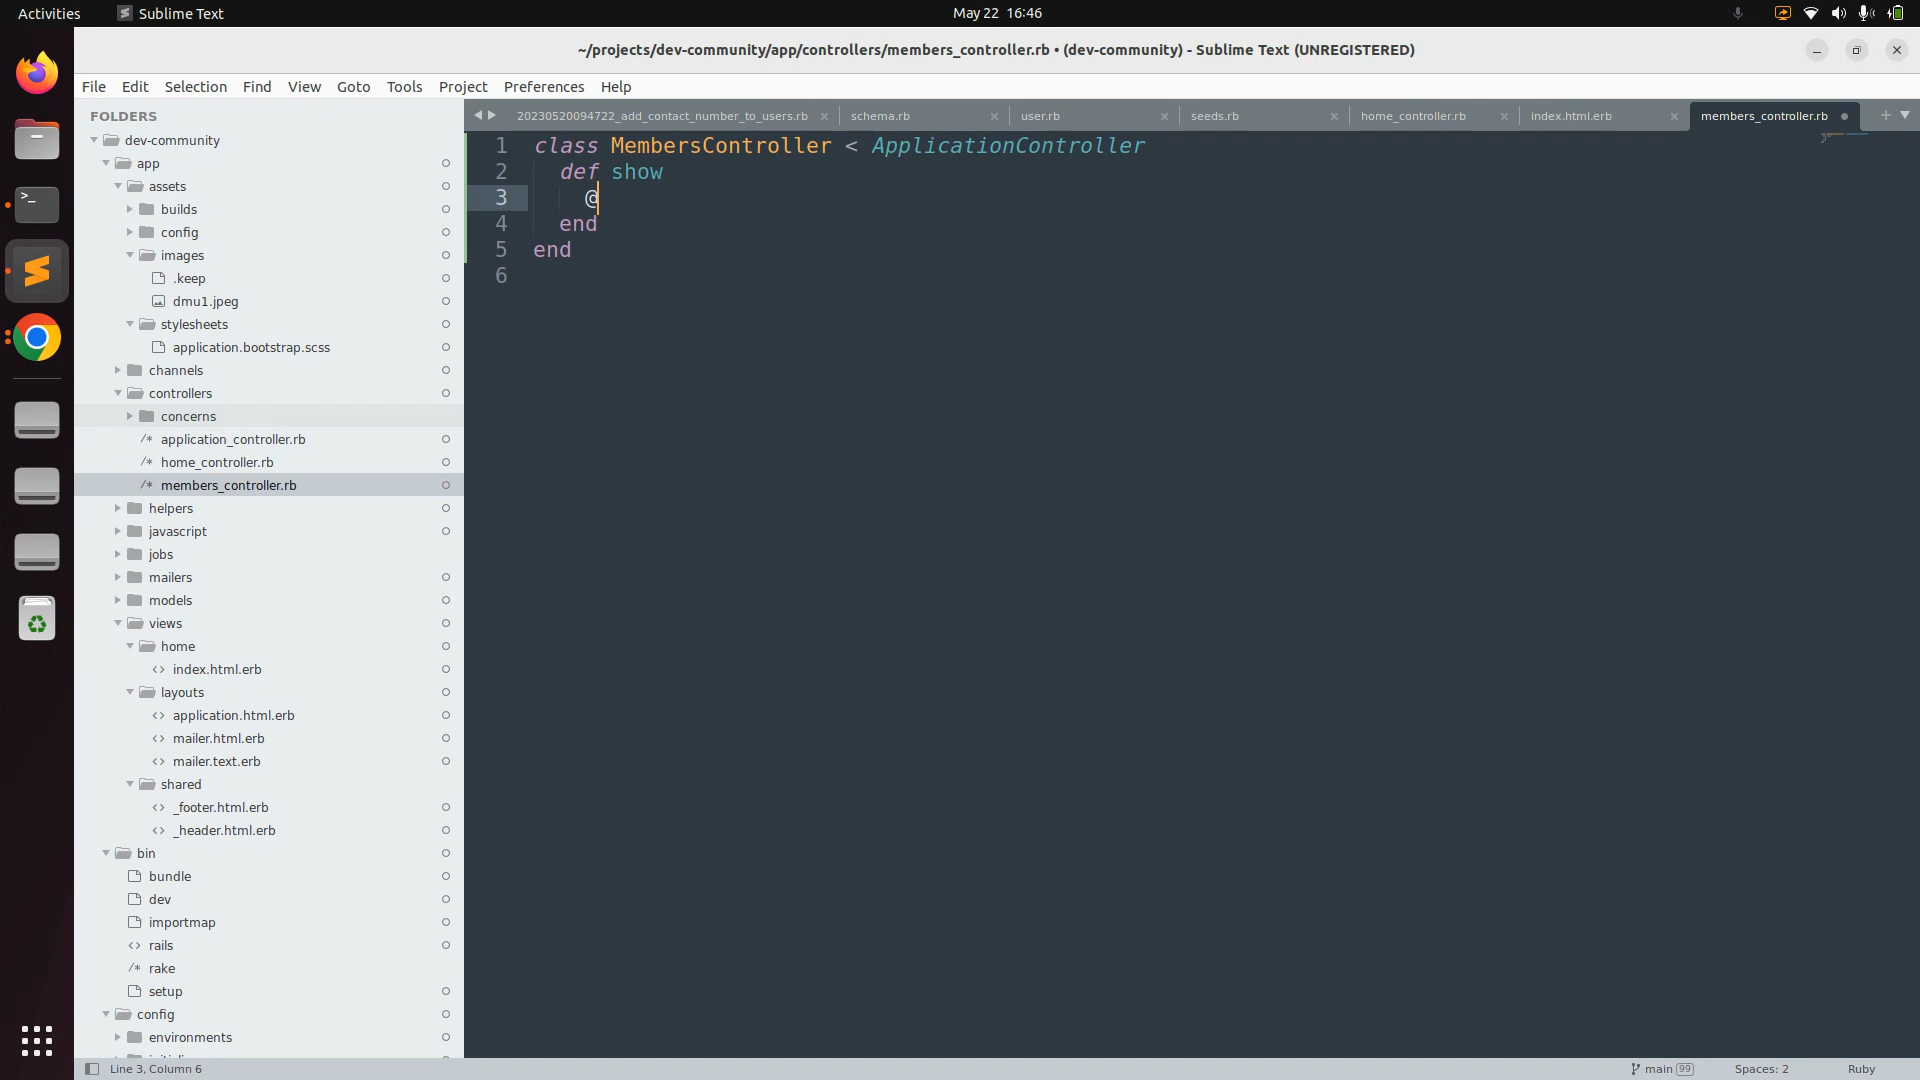 Activities
Sublime Text
May 22 16:46
~/projects/dev-community/app/controllers/members_controller.rb • (dev-community) - Sublime Text (UNREGISTERED)
File Edit Selection Find View Goto Tools Project Preferences Help
FOLDERS
dev-community
app
assets
builds
config
images
.keep
dmu1.jpeg
stylesheets
application.bootstrap.scss
channels
controllers
concerns
application_controller.rb
home_controller.rb
members_controller.rb
helpers
javascript
jobs
mailers
models
views
home
index.html.erb
layouts
application.html.erb
mailer.html.erb
mailer.text.erb
shared
_footer.html.erb
_header.html.erb
bin
bundle
dev
importmap
rails
rake
setup
config
environments
20230520094722_add_contact_number_to_users.rb
schema.rb
user.rb
seeds.rb
home_controller.rb
index.html.erb
members_controller.rb
1 class MembersController < ApplicationController
2 def show
3 @
4 end
5 end
6
Line 3, Column 6
main 99
Spaces: 2
Ruby